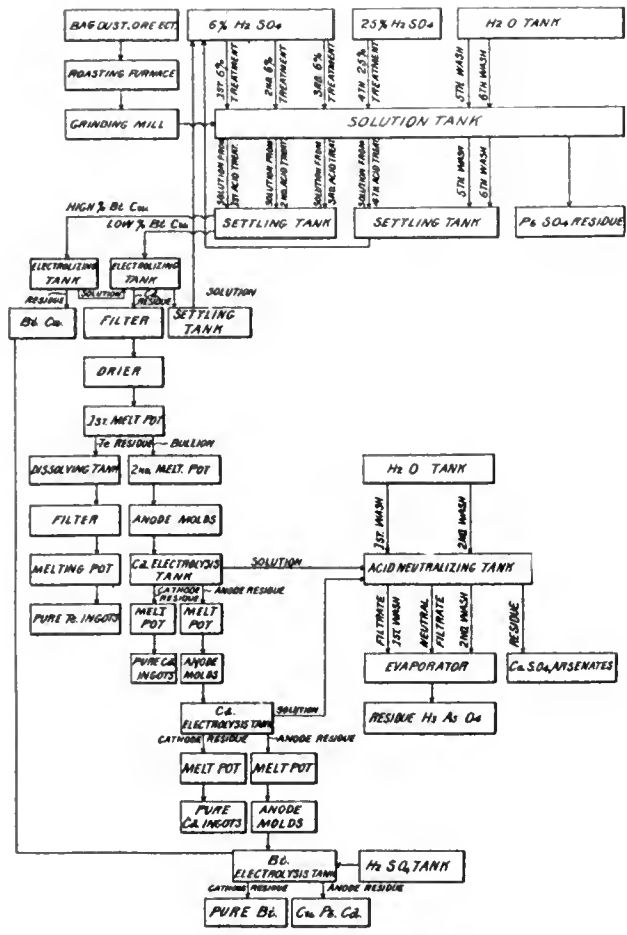 BAG DUST, ORE ECT.
6% H2 SO4
25% H2 SO4
H2 O TANK
ROASTING FURNACE
1ST 6% TREATMENT
2ND 6% TREATMENT
3RD 6% TREATMENT
4TH 25% TREATMENT
5TH WASH
6TH WASH
GRINDING MILL
SOLUTION TANK
SOLUTION FROM 1ST ACID TREAT.
SOLUTION FROM 2ND ACID TREAT
SOLUTION FROM 3RD ACID TREAT.
SOLUTION FROM 4TH ACID TREAT.
5TH WASH
6TH WASH
HIGH % Bi Cu
LOW % Bi Cu
SETTLING TANK
SETTLING TANK
Pb SO4 RESIDUE
ELECTROLIZING TANK
ELECTROLIZING TANK
RESIDUE
SOLUTION
Cd RESIDUE
SOLUTION
Bi. Cu.
FILTER
SETTLING TANK
DRIER
1ST. MELT POT
Te RESIDUE
BULLION
DISSOLVING TANK
2ND. MELT. POT
H2 O TANK
FILTER
ANODE MOLDS
1ST. WASH
2ND WASH
MELTING POT
Cd. ELECTROLYSIS TANK
SOLUTION
ACID NEUTRALIZING TANK
CATHODE RESIDUE
ANODE RESIDUE
PURE Te. INGOTS
MELT POT
MELT POT
FILTRATE 1ST. WASH
NEUTRAL FILTRATE
2ND. WASH
RESIDUE
PURE Cd. INGOTS
ANODE MOLDS
EVAPORATOR
Ca SO4, ARSENATES
Cd. ELECTROLYSIS TANK
SOLUTION
RESIDUE H3 As O4
CATHODE RESIDUE
ANODE RESIDUE
MELT POT
MELT POT
PURE Cd. INGOTS
ANODE MOLDS
Bi. ELECTROLYSIS TANK
H2 SO4 TANK
CATHODE RESIDUE
ANODE RESIDUE
PURE Bi.
Cu. Pb. Cd.